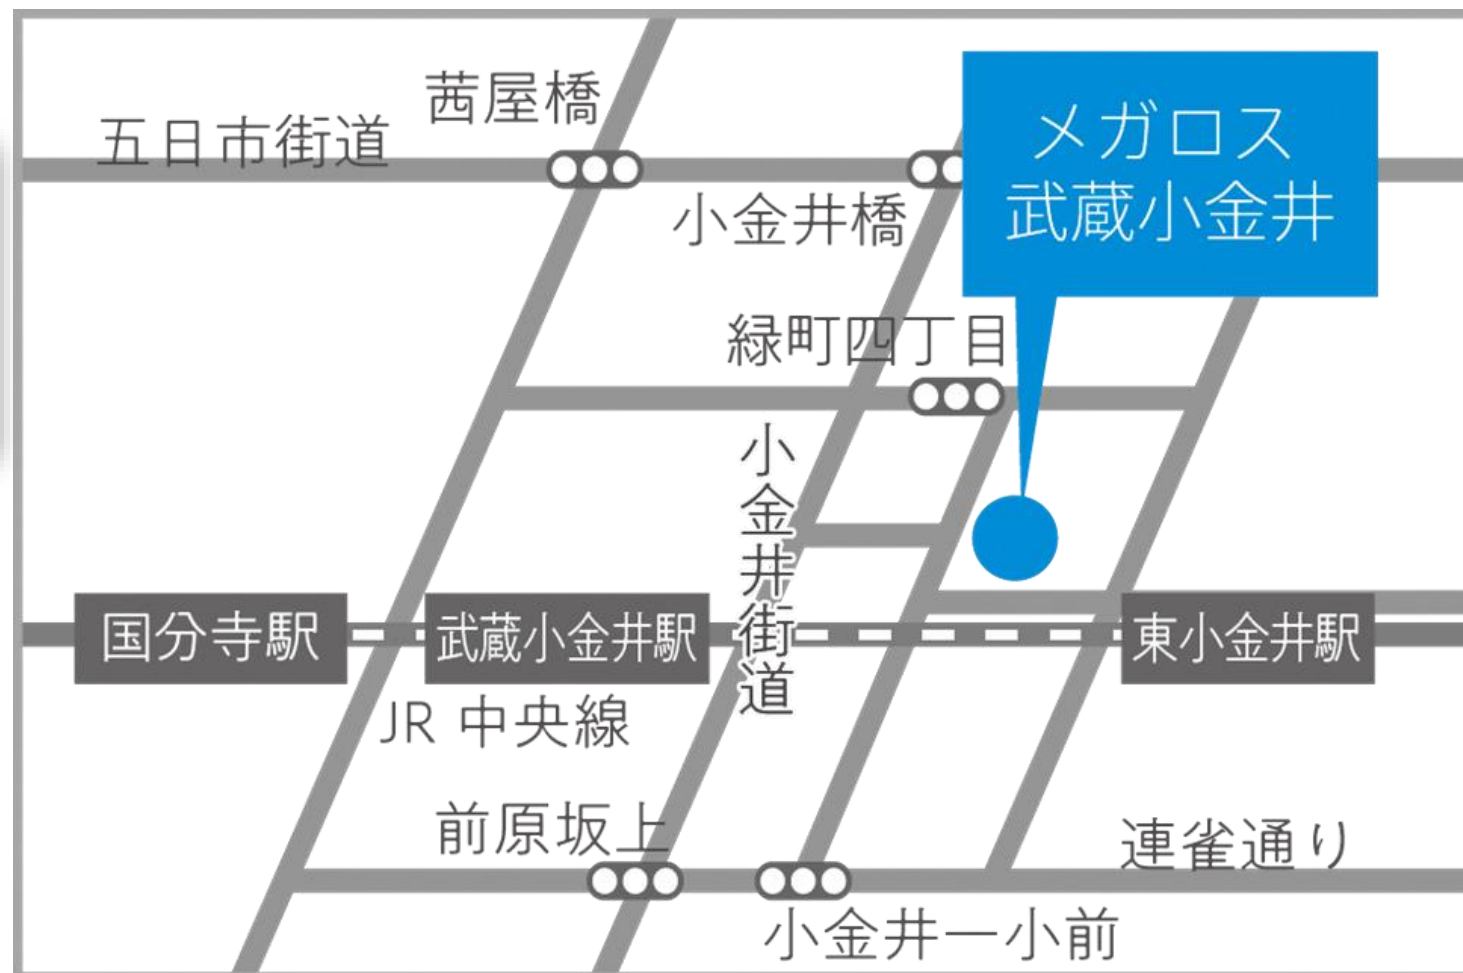 茜屋橋
五日市街道
メガロス
武蔵小金井
小金井橋
緑町四丁目
小金井街道
国分寺駅
武蔵小金井駅
東小金井駅
JR 中央線
前原坂上
連雀通り
小金井一小前